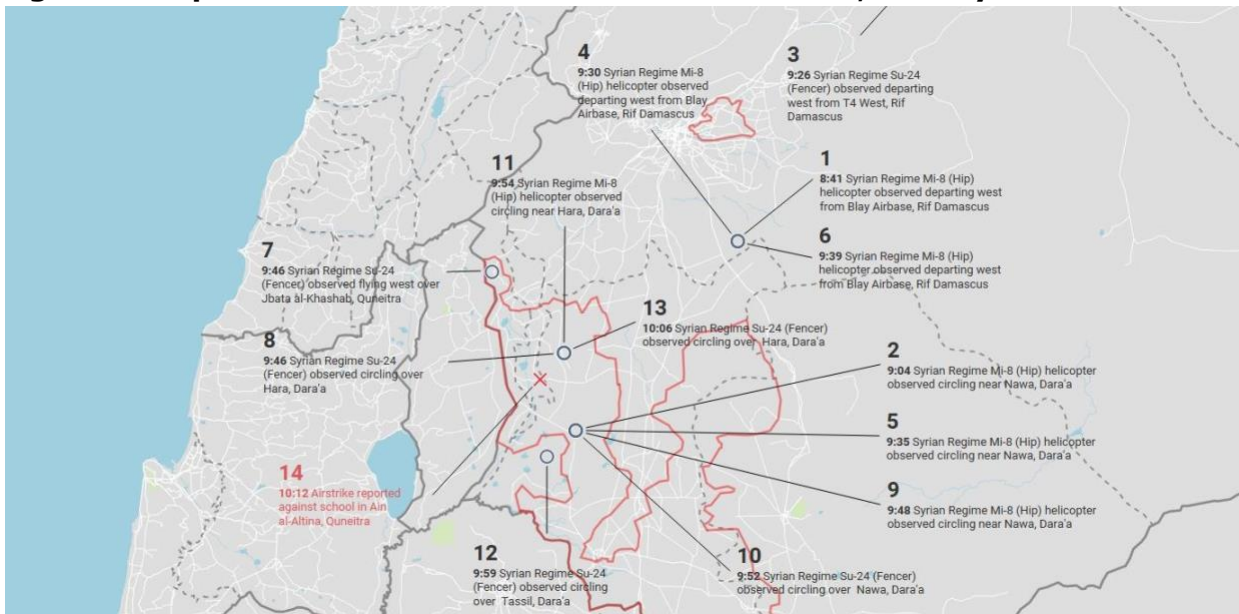 4
9:30 Syrian Regime Mi-8
(Hip) helicopter observed
departing west from Blay
Airbase, Rif Damascus
3
9:26 Syrian Regime Su-24
(Fencer) observed departing
west from T4 West, Rif
Damascus
11
9:54 Syrian Regime Mi-8
(Hip) helicopter observed
circling near Hara, Dara'a
1
8:41 Syrian Regime Mi-8 (Hip)
helicopter observed departing west
from Blay Airbase, Rif Damascus
7
9:46 Syrian Regime Su-24
(Fencer) observed flying west over
Jbata al-Khashab, Quneitra
6
9:39 Syrian Regime Mi-8 (Hip)
helicopter observed departing west
from Blay Airbase, Rif Damascus
13
10:06 Syrian Regime Su-24 (Fencer)
observed circling over Hara, Dara'a
8
9:46 Syrian Regime Su-24
(Fencer) observed circling over
Hara, Dara'a
2
9:04 Syrian Regime Mi-8 (Hip) helicopter
observed circling near Nawa, Dara'a
5
9:35 Syrian Regime Mi-8 (Hip) helicopter
observed circling near Nawa, Dara'a
14
10:12 Airstrike reported
against school in Ain
al-Altina, Quneitra
9
9:48 Syrian Regime Mi-8 (Hip) helicopter
observed circling near Nawa, Dara'a
12
9:59 Syrian Regime Su-24
(Fencer) observed circling
over Tassil, Dara'a
10
9:52 Syrian Regime Su-24 (Fencer)
observed circling over Nawa, Dara'a